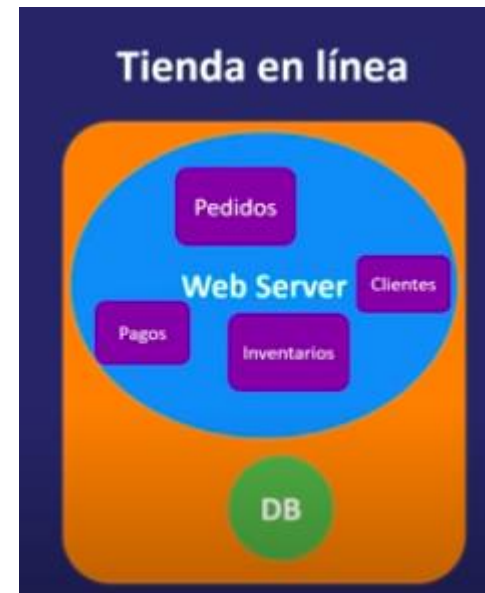 Tienda en línea
Pedidos
Web Server
Clientes
Pagos
Inventarios
DB